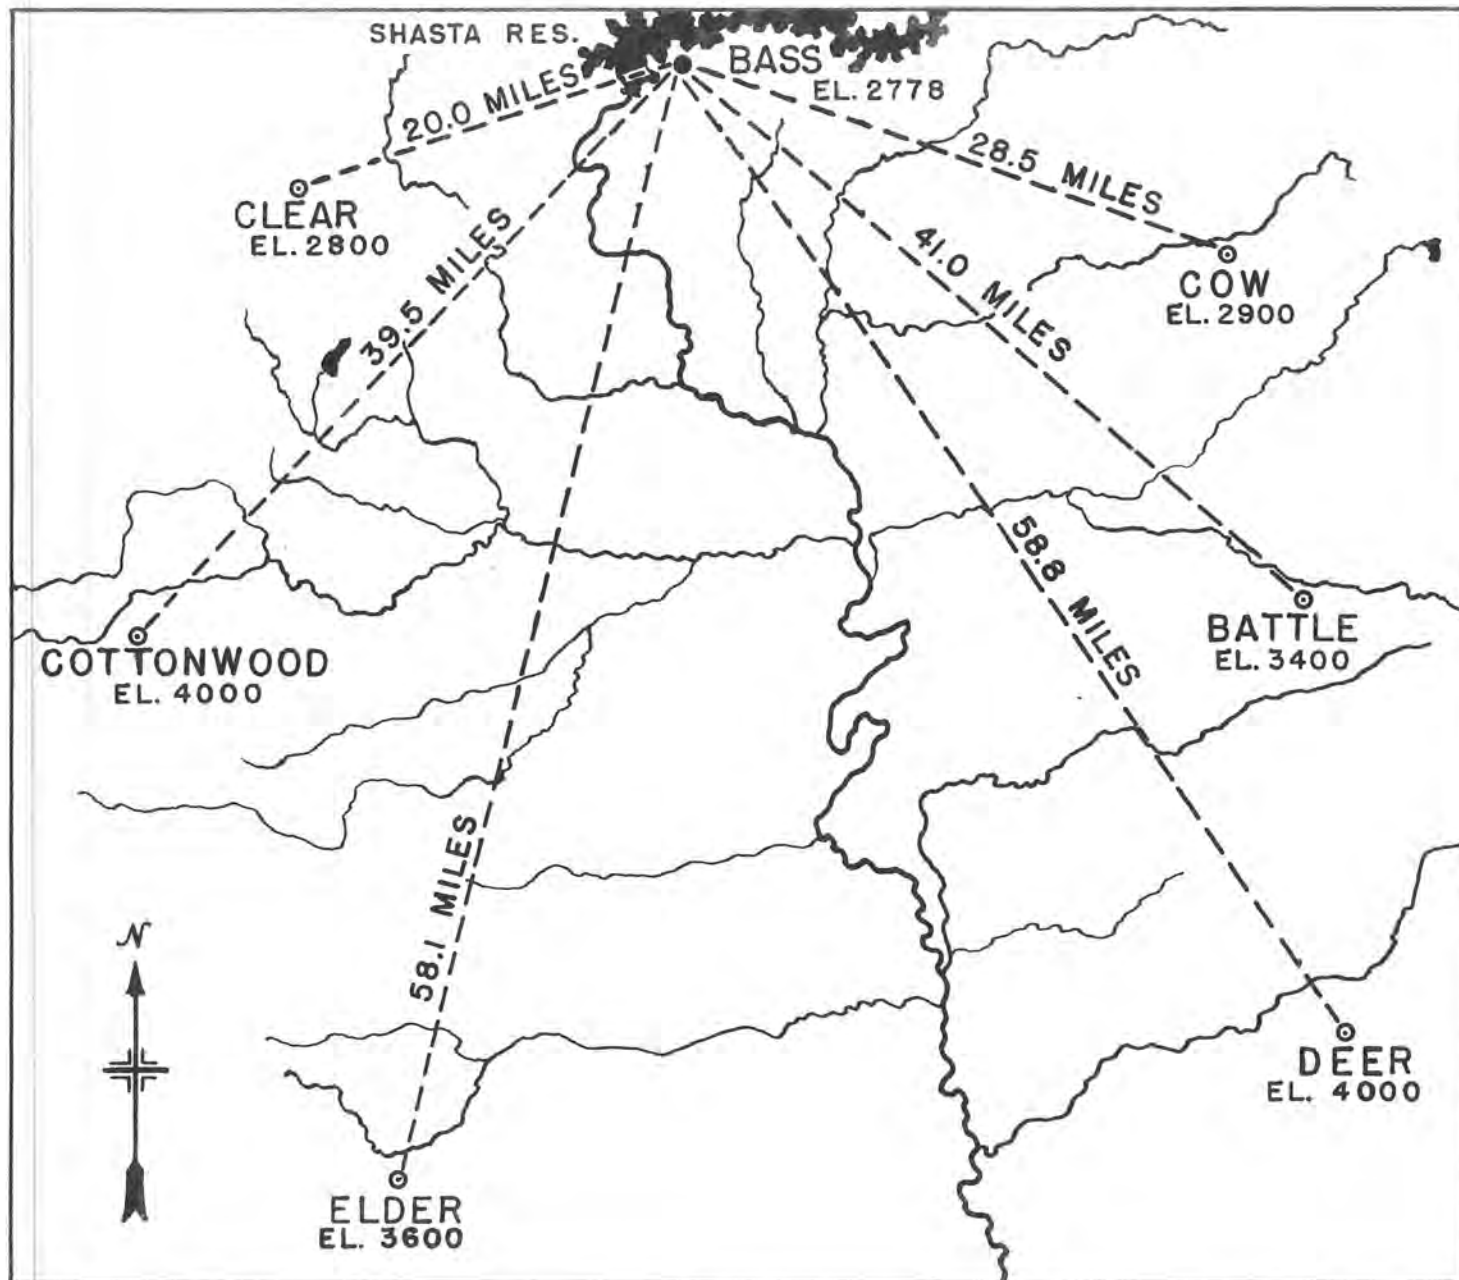 SHASTA RES.
BASS
EL. 2778
20.0 MILES
28.5 MILES
CLEAR
EL. 2800
39.5 MILES
41.0 MILES
COW
EL. 2900
58.8 MILES
BATTLE
EL. 3400
COTTONWOOD
EL. 4000
58.1 MILES
N
DEER
EL. 4000
ELDER
EL. 3600